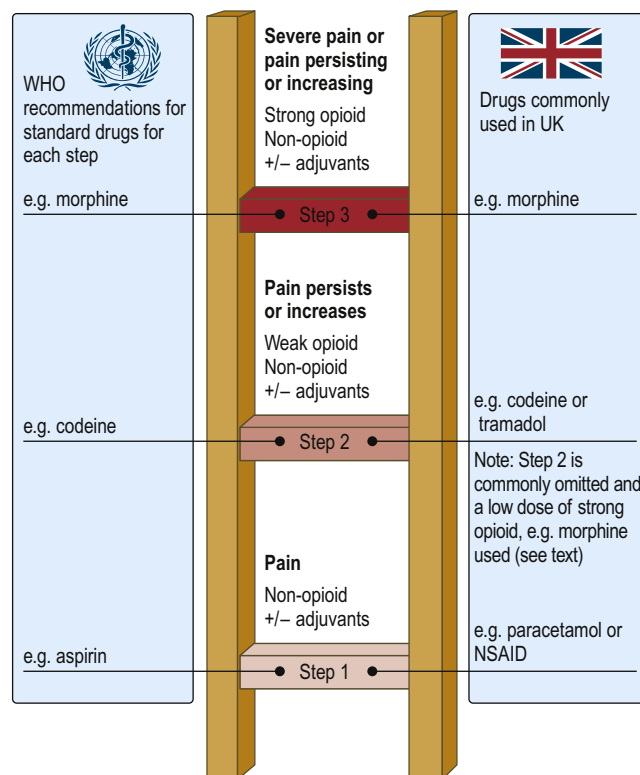 WHO
recommendations for
standard drugs for
each step
e.g. morphine
e.g. codeine
e.g. aspirin
Severe pain or
pain persisting
or increasing
Strong opioid
Non-opioid
+/− adjuvants
Step 3
Pain persists
or increases
Weak opioid
Non-opioid
+/− adjuvants
Step 2
Pain
Non-opioid
+/− adjuvants
Step 1
Drugs commonly
used in UK
e.g. morphine
e.g. codeine or
tramadol
Note: Step 2 is
commonly omitted and
a low dose of strong
opioid, e.g. morphine
used (see text)
e.g. paracetamol or
NSAID